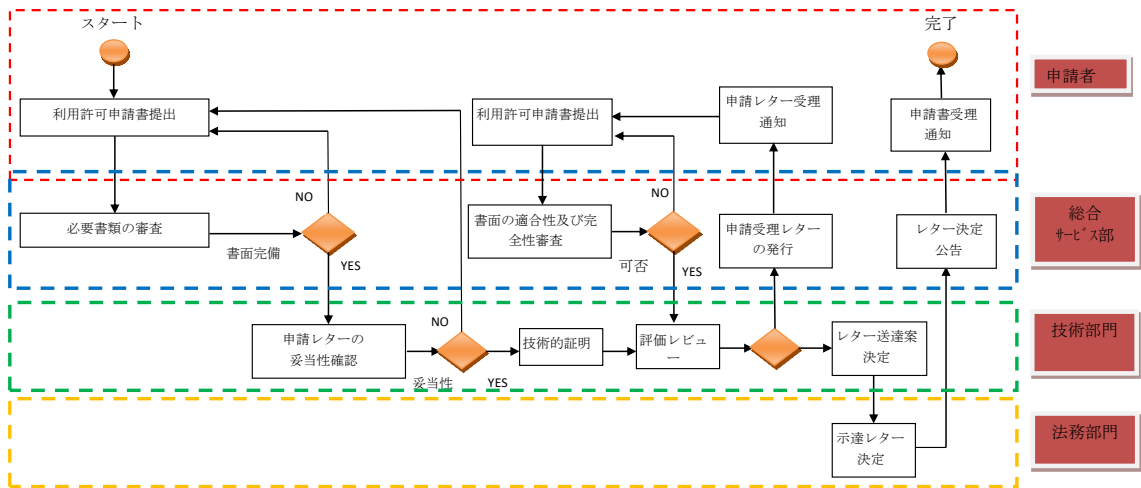 スタート
完了
利用許可申請書提出
利用許可申請書提出
申請レター受理
通知
申請書受理
通知
申請者
NO
NO
必要書類の審査
書面完備
YES
書面の適合性及び完
全性審査
可否
YES
申請受理レター
の発行
レター決定
公告
総合
ｻｰﾋﾞｽ部
申請レターの
妥当性確認
NO
妥当性
YES
技術的証明
評価レビュ
ー
レター送達案
決定
技術部門
示達レター
決定
法務部門